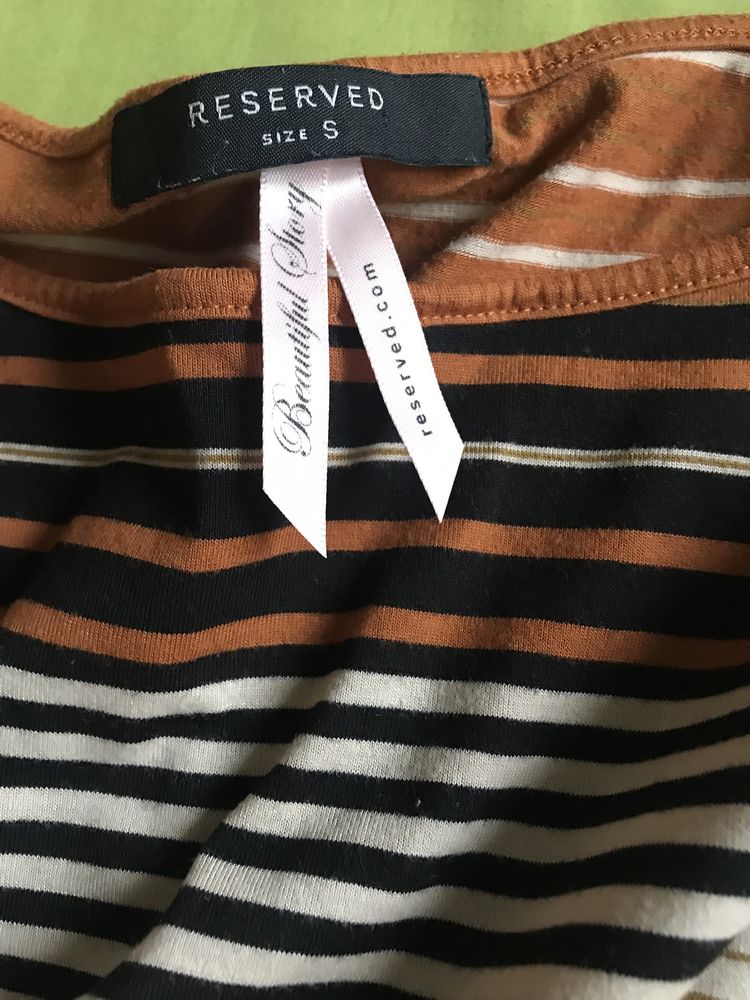 RESERVED
SIZE S
Beautiful Story
reserved.com